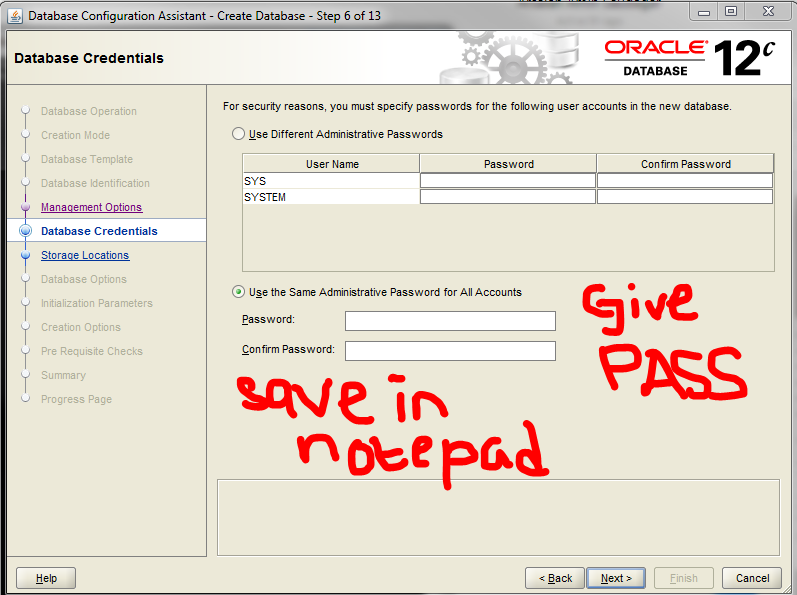 Database Configuration Assistant - Create Database - Step 6 of 13
Database Credentials
ORACLE®
DATABASE
12c
Database Operation
Creation Mode
Database Template
Database Identification
Management Options
Database Credentials
Storage Locations
Database Options
Initialization Parameters
Creation Options
Pre Requisite Checks
Summary
Progress Page
For security reasons, you must specify passwords for the following user accounts in the new database.
Use Different Administrative Passwords
User Name Password Confirm Password
SYS
SYSTEM
Use the Same Administrative Password for All Accounts
Password:
Confirm Password:
Give
PASS
save in
notepad
Help < Back Next > Finish Cancel